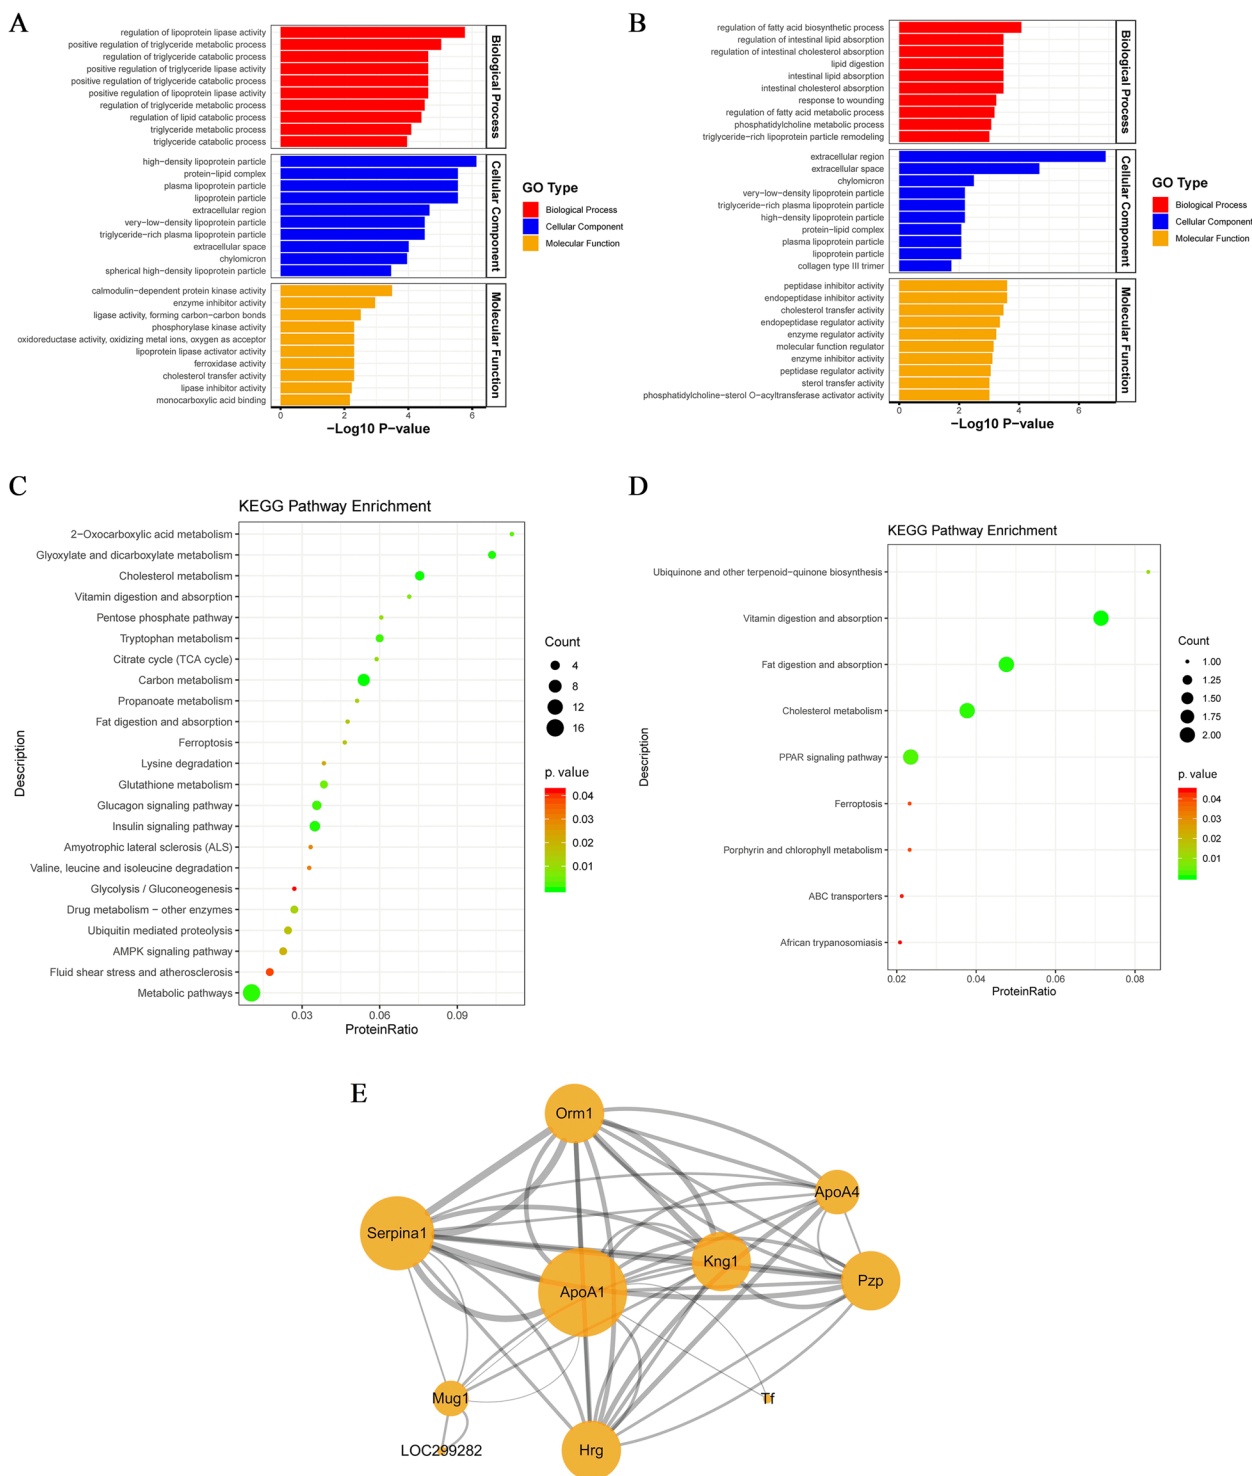 A
regulation of lipoprotein lipase activity
positive regulation of triglyceride metabolic process
regulation of triglyceride catabolic process
positive regulation of triglyceride lipase activity
positive regulation of triglyceride catabolic process
positive regulation of lipoprotein lipase activity
regulation of triglyceride metabolic process
regulation of lipid catabolic process
triglyceride metabolic process
triglyceride catabolic process
Biological Process
high−density lipoprotein particle
protein−lipid complex
plasma lipoprotein particle
lipoprotein particle
extracellular region
very−low−density lipoprotein particle
triglyceride−rich plasma lipoprotein particle
extracellular space
chylomicron
spherical high−density lipoprotein particle
Cellular Component
calmodulin−dependent protein kinase activity
enzyme inhibitor activity
ligase activity, forming carbon−carbon bonds
phosphorylase kinase activity
oxidoreductase activity, oxidizing metal ions, oxygen as acceptor
lipoprotein lipase activator activity
ferroxidase activity
cholesterol transfer activity
lipase inhibitor activity
monocarboxylic acid binding
Molecular Function
0 2 4 6
−Log10 P−value
GO Type
Biological Process
Cellular Component
Molecular Function
B
regulation of fatty acid biosynthetic process
regulation of intestinal lipid absorption
regulation of intestinal cholesterol absorption
lipid digestion
intestinal lipid absorption
intestinal cholesterol absorption
response to wounding
regulation of fatty acid metabolic process
phosphatidylcholine metabolic process
triglyceride−rich lipoprotein particle remodeling
Biological Process
extracellular region
extracellular space
chylomicron
very−low−density lipoprotein particle
triglyceride−rich plasma lipoprotein particle
high−density lipoprotein particle
protein−lipid complex
plasma lipoprotein particle
lipoprotein particle
collagen type III trimer
Cellular Component
peptidase inhibitor activity
endopeptidase inhibitor activity
cholesterol transfer activity
endopeptidase regulator activity
enzyme regulator activity
molecular function regulator
enzyme inhibitor activity
peptidase regulator activity
sterol transfer activity
phosphatidylcholine−sterol O−acyltransferase activator activity
Molecular Function
0 2 4 6
−Log10 P−value
GO Type
Biological Process
Cellular Component
Molecular Function
C
KEGG Pathway Enrichment
Description
2−Oxocarboxylic acid metabolism
Glyoxylate and dicarboxylate metabolism
Cholesterol metabolism
Vitamin digestion and absorption
Pentose phosphate pathway
Tryptophan metabolism
Citrate cycle (TCA cycle)
Carbon metabolism
Propanoate metabolism
Fat digestion and absorption
Ferroptosis
Lysine degradation
Glutathione metabolism
Glucagon signaling pathway
Insulin signaling pathway
Amyotrophic lateral sclerosis (ALS)
Valine, leucine and isoleucine degradation
Glycolysis / Gluconeogenesis
Drug metabolism − other enzymes
Ubiquitin mediated proteolysis
AMPK signaling pathway
Fluid shear stress and atherosclerosis
Metabolic pathways
0.03 0.06 0.09
ProteinRatio
Count
4
8
12
16
p. value
0.04
0.03
0.02
0.01
D
KEGG Pathway Enrichment
Description
Ubiquinone and other terpenoid−quinone biosynthesis
Vitamin digestion and absorption
Fat digestion and absorption
Cholesterol metabolism
PPAR signaling pathway
Ferroptosis
Porphyrin and chlorophyll metabolism
ABC transporters
African trypanosomiasis
0.02 0.04 0.06 0.08
ProteinRatio
Count
1.00
1.25
1.50
1.75
2.00
p. value
0.04
0.03
0.02
0.01
E
Orm1
ApoA4
Serpina1
Kng1
Pzp
ApoA1
Mug1
Tf
LOC299282
Hrg